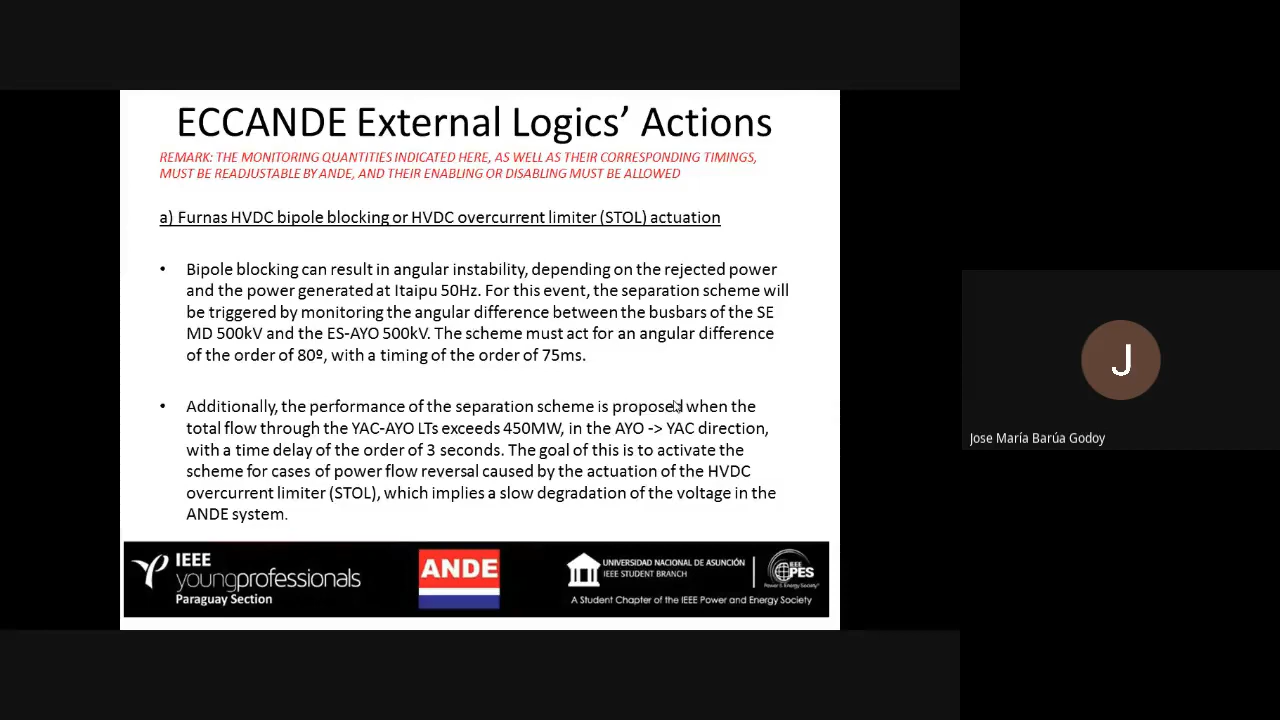 ECCANDE External Logics’ Actions
REMARK: THE MONITORING QUANTITIES INDICATED HERE, AS WELL AS THEIR CORRESPONDING TIMINGS,
MUST BE READJUSTABLE BY ANDE, AND THEIR ENABLING OR DISABLING MUST BE ALLOWED
a) Furnas HVDC bipole blocking or HVDC overcurrent limiter (STOL) actuation
• Bipole blocking can result in angular instability, depending on the rejected power
and the power generated at Itaipu 50Hz. For this event, the separation scheme will
be triggered by monitoring the angular difference between the busbars of the SE
MD 500kV and the ES-AYO 500kV. The scheme must act for an angular difference
of the order of 80º, with a timing of the order of 75ms.
• Additionally, the performance of the separation scheme is proposed when the
total flow through the YAC-AYO LTs exceeds 450MW, in the AYO -> YAC direction,
with a time delay of the order of 3 seconds. The goal of this is to activate the
scheme for cases of power flow reversal caused by the actuation of the HVDC
overcurrent limiter (STOL), which implies a slow degradation of the voltage in the
ANDE system.
IEEE
youngprofessionals
Paraguay Section
ANDE
UNIVERSIDAD NACIONAL DE ASUNCIÓN
IEEE STUDENT BRANCH
IEEE
PES
Power & Energy Society
A Student Chapter of the IEEE Power and Energy Society
J
Jose María Barúa Godoy